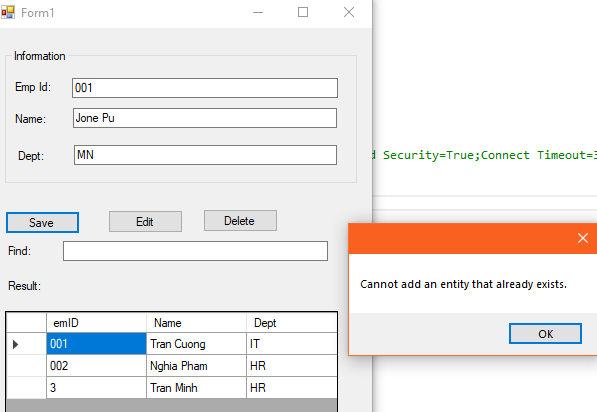 Form1
Information
Emp Id: 001
Name: Jone Pu
Dept: MN
d Security=True;Connect Timeout=3
Save Edit Delete
Find:
Cannot add an entity that already exists.
Result:
OK
emID Name Dept
001 Tran Cuong IT
002 Nghia Pham HR
3 Tran Minh HR